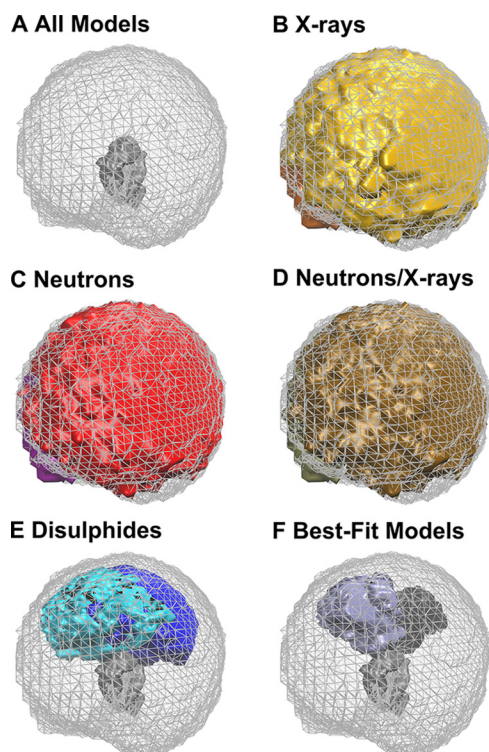 A All Models
B X-rays
C Neutrons
D Neutrons/X-rays
E Disulphides
F Best-Fit Models